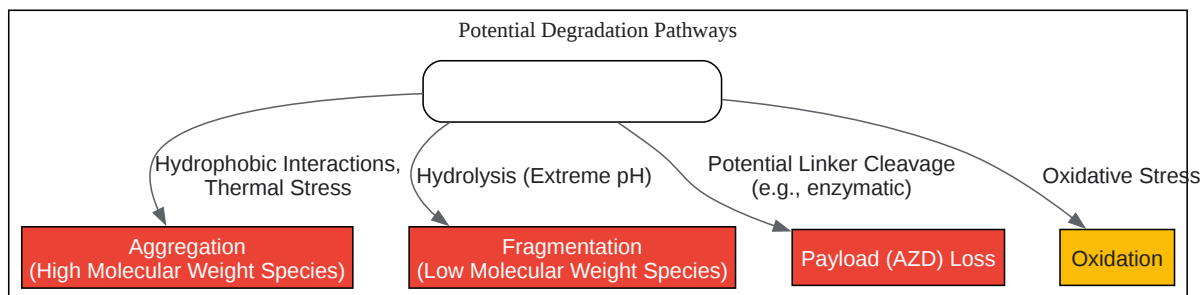 Potential Degradation Pathways
Hydrophobic Interactions,
Thermal Stress
Hydrolysis (Extreme pH)
Potential Linker Cleavage
(e.g., enzymatic)
Oxidative Stress
Aggregation
(High Molecular Weight Species)
Fragmentation
(Low Molecular Weight Species)
Payload (AZD) Loss
Oxidation